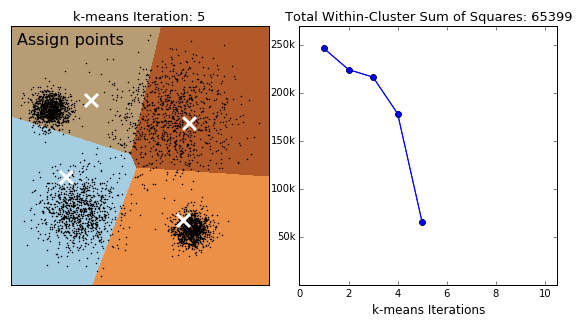 k-means Iteration: 5
Assign points
Total Within-Cluster Sum of Squares: 65399
250k
200k
150k
100k
50k
0 2 4 6 8 10
k-means Iterations